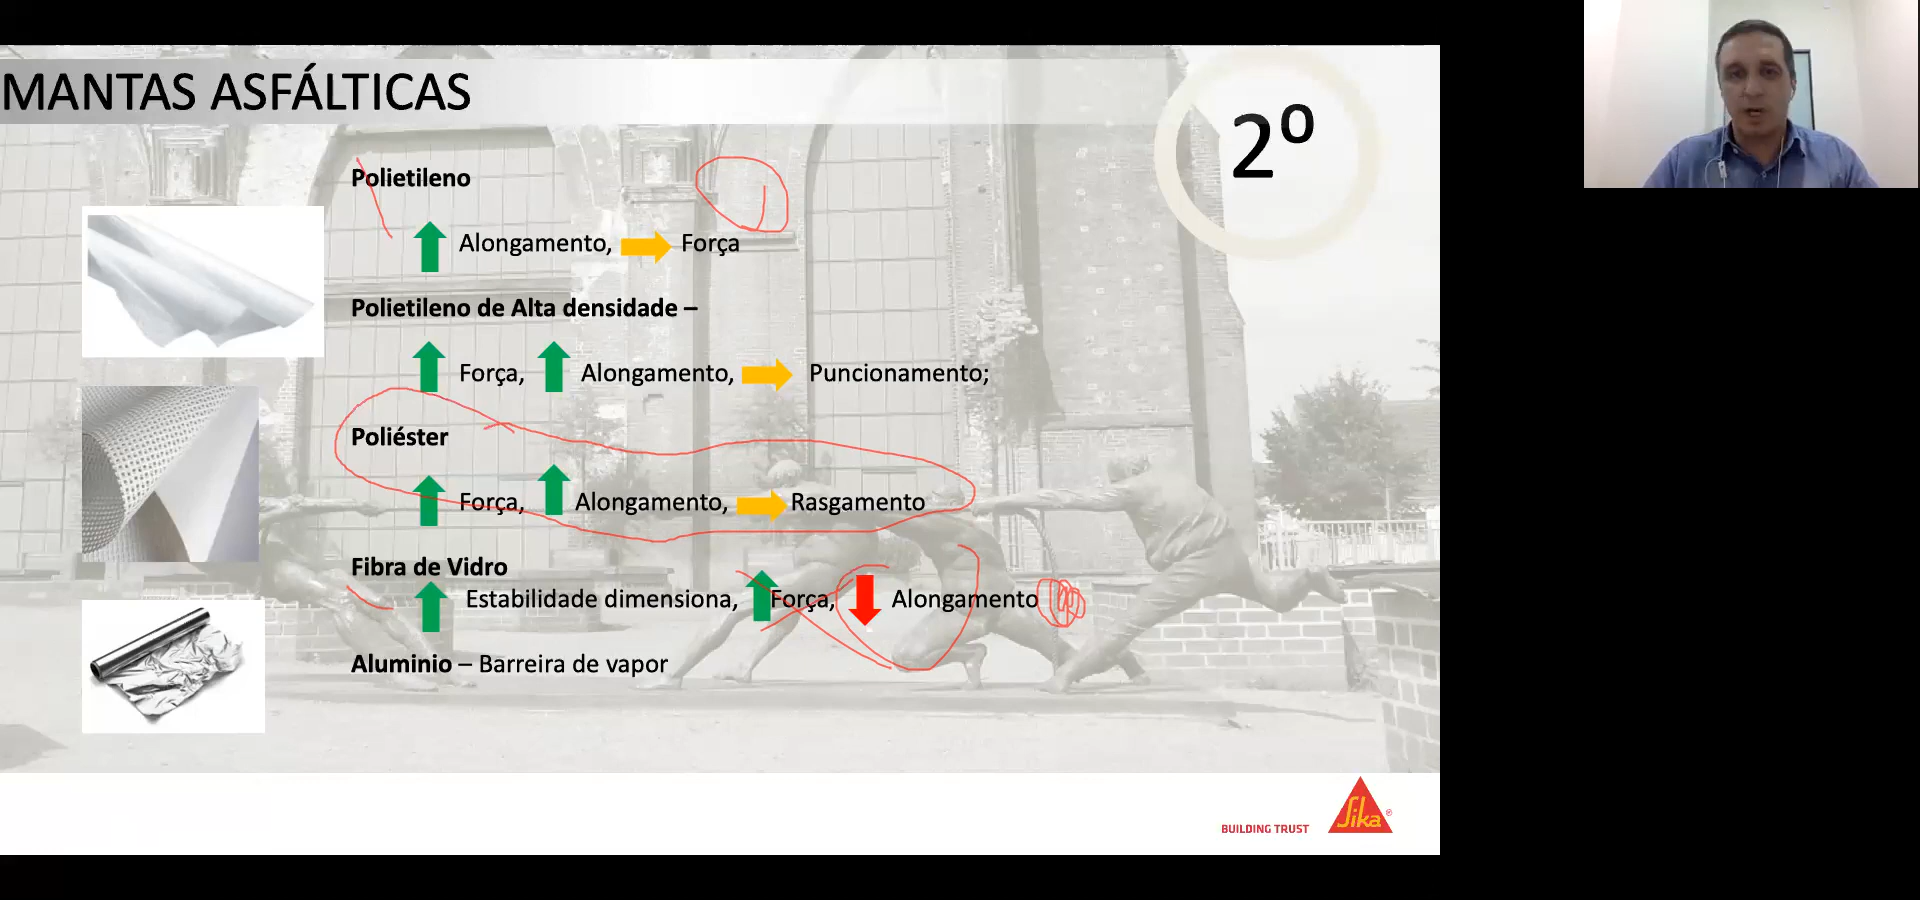 MANTAS ASFÁLTICAS
2º
Polietileno
Alongamento, Força
Polietileno de Alta densidade –
Força, Alongamento, Puncionamento;
Poliéster
Força, Alongamento, Rasgamento
Fibra de Vidro
Estabilidade dimensiona, Força, Alongamento
Aluminio – Barreira de vapor
BUILDING TRUST
Sika®